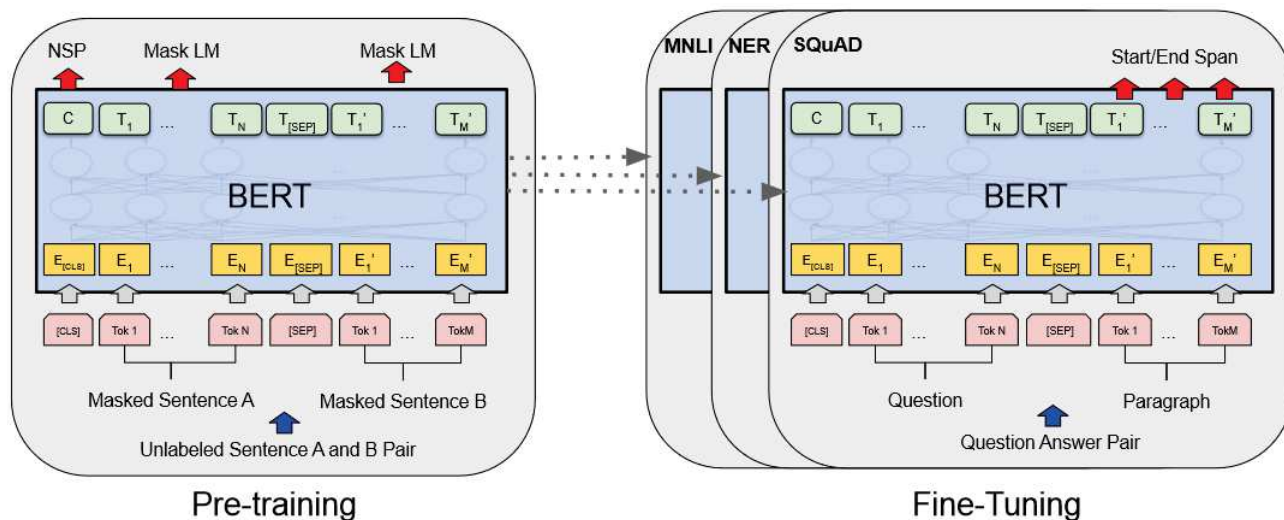 NSP Mask LM Mask LM
C T1 ... TN T[SEP] T1' ... TM'
BERT
E[CLS] E1 ... EN E[SEP] E1' ... EM'
[CLS] Tok 1 ... Tok N [SEP] Tok 1 ... TokM
Masked Sentence A Masked Sentence B
Unlabeled Sentence A and B Pair
Pre-training
MNLI NER SQuAD
Start/End Span
C T1 ... TN T[SEP] T1' ... TM'
BERT
E[CLS] E1 ... EN E[SEP] E1' ... EM'
[CLS] Tok 1 ... Tok N [SEP] Tok 1 ... TokM
Question Paragraph
Question Answer Pair
Fine-Tuning